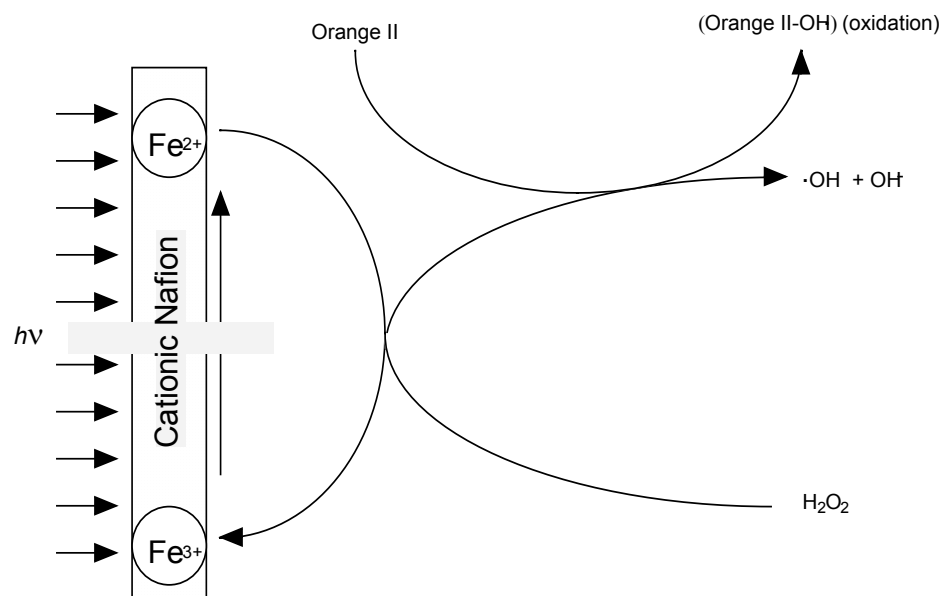 Orange II
(Orange II-OH) (oxidation)
Fe2+
·OH + OH-
Cationic Nafion
hν
H2O2
Fe3+